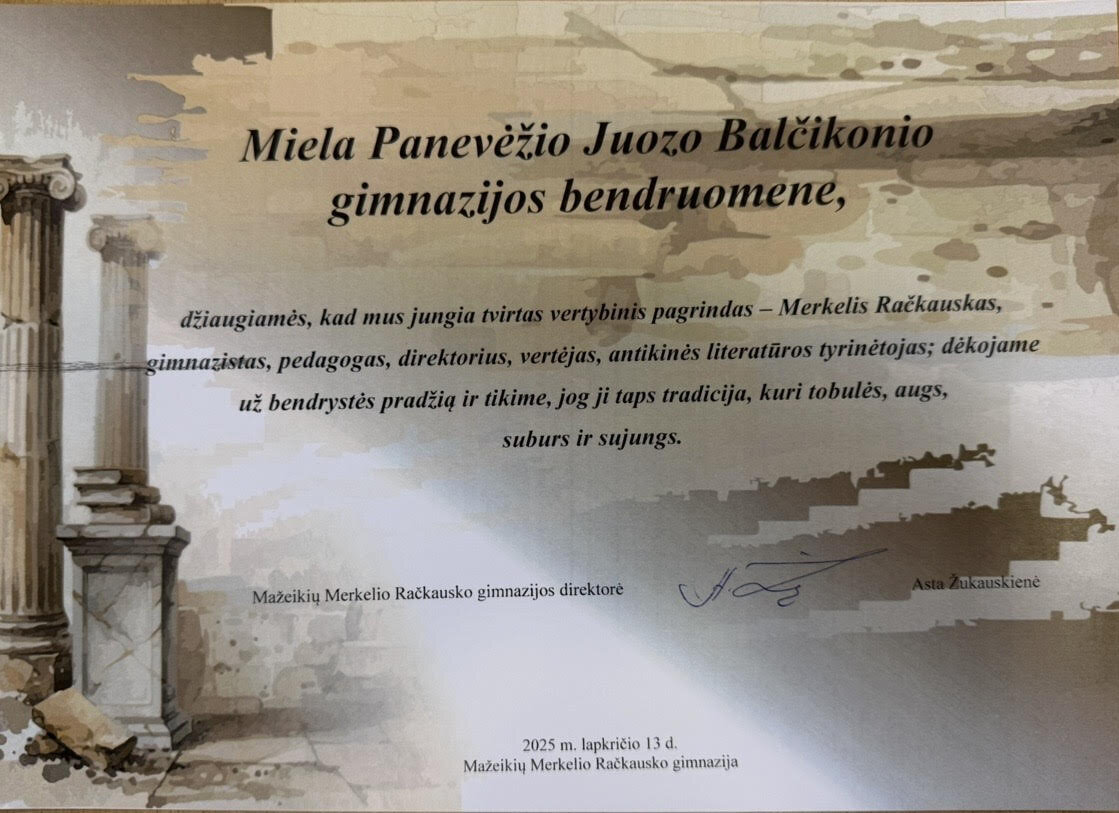 Miela Panevėžio Juozo Balčikonio
gimnazijos bendruomene,
džiaugiamės, kad mus jungia tvirtas vertybinis pagrindas – Merkelis Račkauskas,
gimnazistas, pedagogas, direktorius, vertėjas, antikinės literatūros tyrinėtojas; dėkojame
už bendrystės pradžią ir tikime, jog ji taps tradicija, kuri tobulės, augs,
suburs ir sujungs.
Mažeikių Merkelio Račkausko gimnazijos direktorė Asta Žukauskienė
2025 m. lapkričio 13 d.
Mažeikių Merkelio Račkausko gimnazija